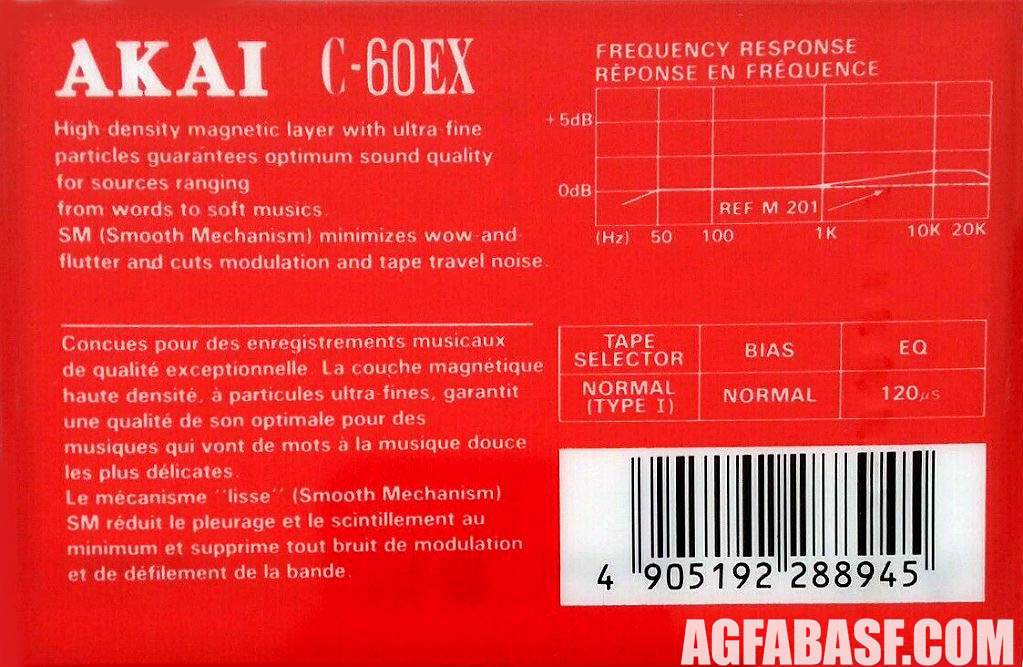 AKAI C-60EX
High density magnetic layer with ultra-fine
particles guarantees optimum sound quality
for sources ranging
from words to soft musics.
SM (Smooth Mechanism) minimizes wow-and-
flutter and cuts modulation and tape travel noise.
Concues pour des enregistrements musicaux
de qualité exceptionnelle. La couche magnétique
haute densité, à particules ultra-fines, garantit
une qualité de son optimale pour des
musiques qui vont de mots à la musique douce
les plus délicates.
Le mécanisme "lisse" (Smooth Mechanism)
SM réduit le pleurage et le scintillement au
minimum et supprime tout bruit de modulation
et de défilement de la bande.
FREQUENCY RESPONSE
RÉPONSE EN FRÉQUENCE
+5dB
0dB
REF M 201
(Hz) 50 100 1K 10K 20K
TAPE SELECTOR BIAS EQ
NORMAL (TYPE I) NORMAL 120μs
4 905192 288945
AGFABASF.COM